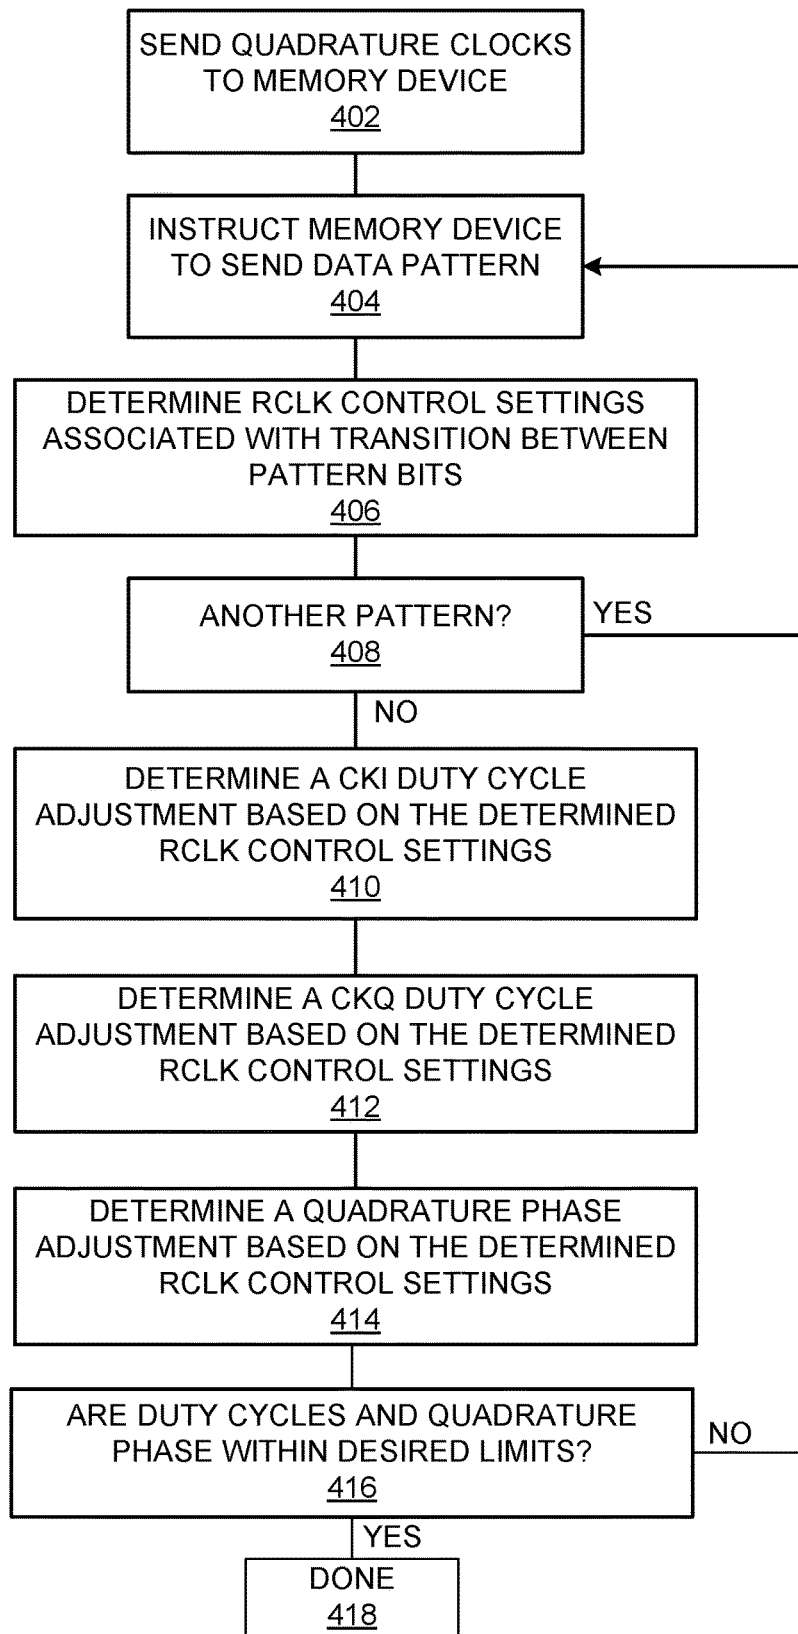 SEND QUADRATURE CLOCKS
TO MEMORY DEVICE
402
INSTRUCT MEMORY DEVICE
TO SEND DATA PATTERN
404
DETERMINE RCLK CONTROL SETTINGS
ASSOCIATED WITH TRANSITION BETWEEN
PATTERN BITS
406
ANOTHER PATTERN?
408
YES
NO
DETERMINE A CKI DUTY CYCLE
ADJUSTMENT BASED ON THE DETERMINED
RCLK CONTROL SETTINGS
410
DETERMINE A CKQ DUTY CYCLE
ADJUSTMENT BASED ON THE DETERMINED
RCLK CONTROL SETTINGS
412
DETERMINE A QUADRATURE PHASE
ADJUSTMENT BASED ON THE DETERMINED
RCLK CONTROL SETTINGS
414
ARE DUTY CYCLES AND QUADRATURE
PHASE WITHIN DESIRED LIMITS?
416
NO
YES
DONE
418